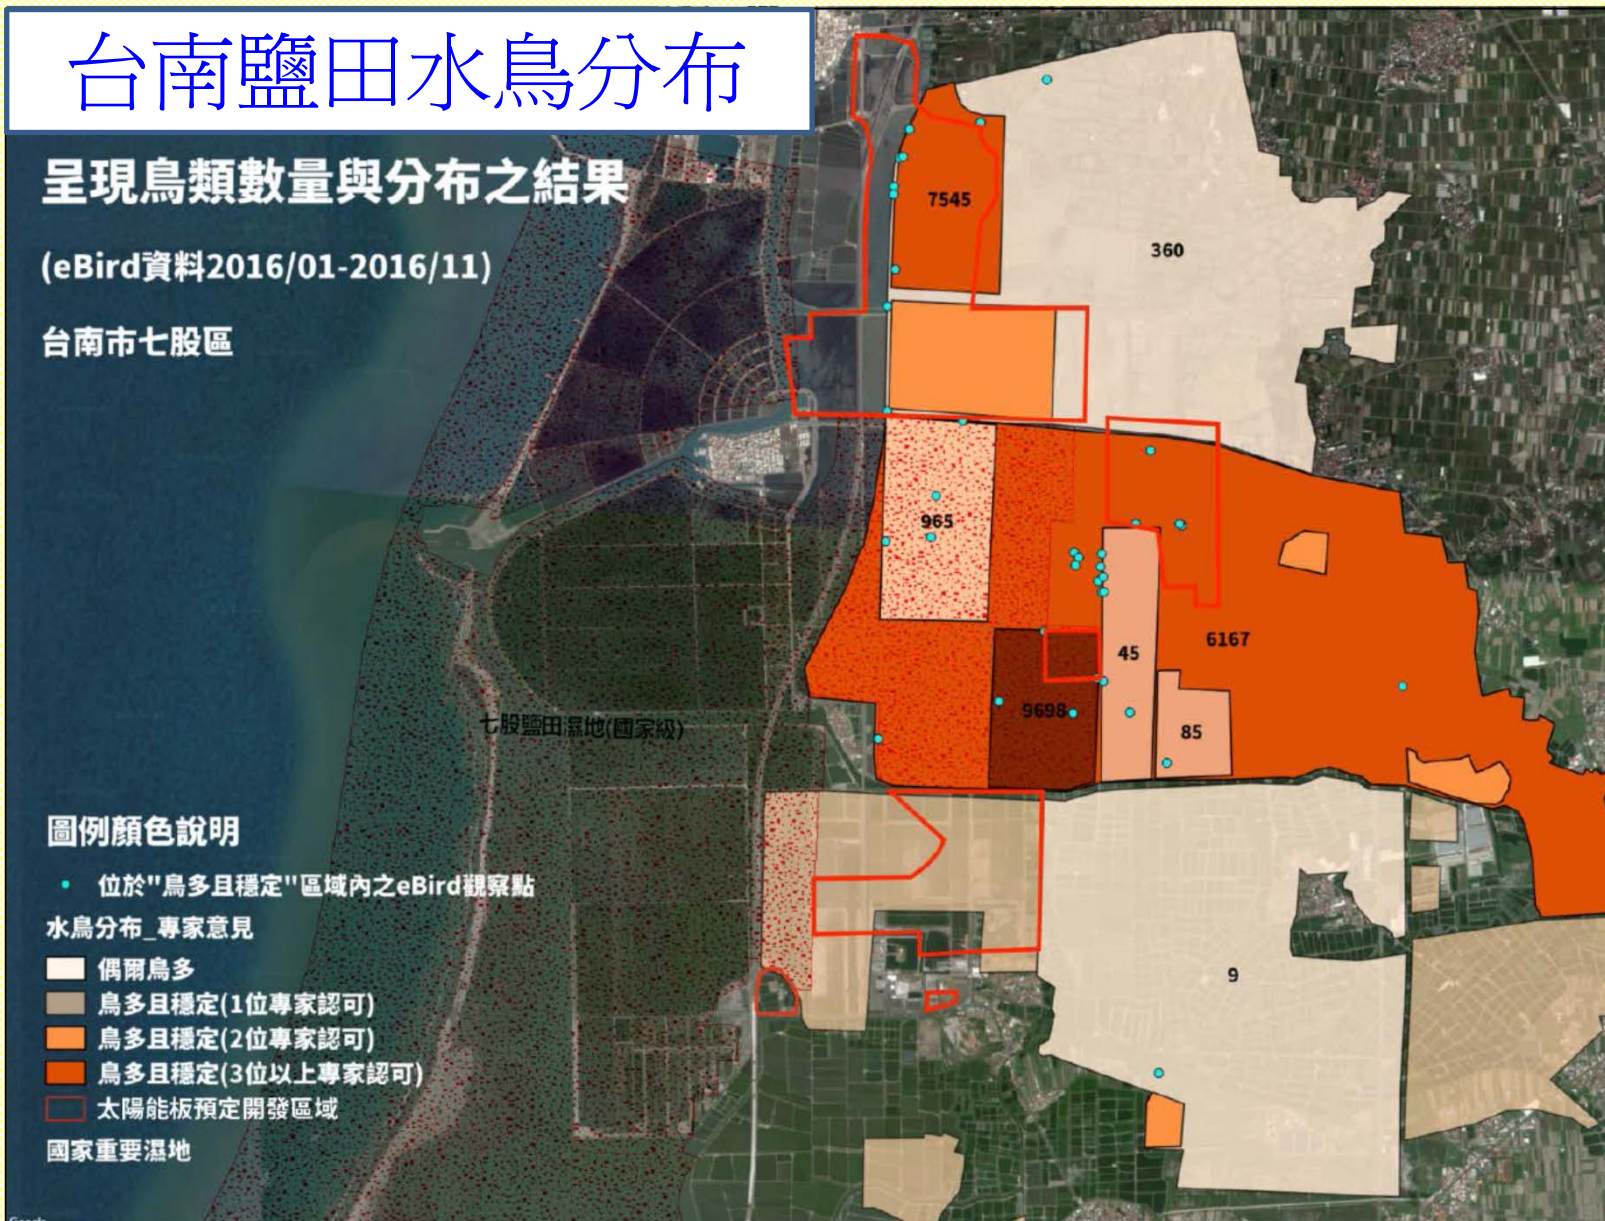 台南鹽田水鳥分布
呈現鳥類數量與分布之結果
(eBird資料2016/01-2016/11)
台南市七股區
7545
360
965
6167
45
9698
85
七股鹽田濕地(國家級)
9
圖例顏色說明
位於"鳥多且穩定"區域內之eBird觀察點
水鳥分布_專家意見
偶爾鳥多
鳥多且穩定(1位專家認可)
鳥多且穩定(2位專家認可)
鳥多且穩定(3位以上專家認可)
太陽能板預定開發區域
國家重要濕地